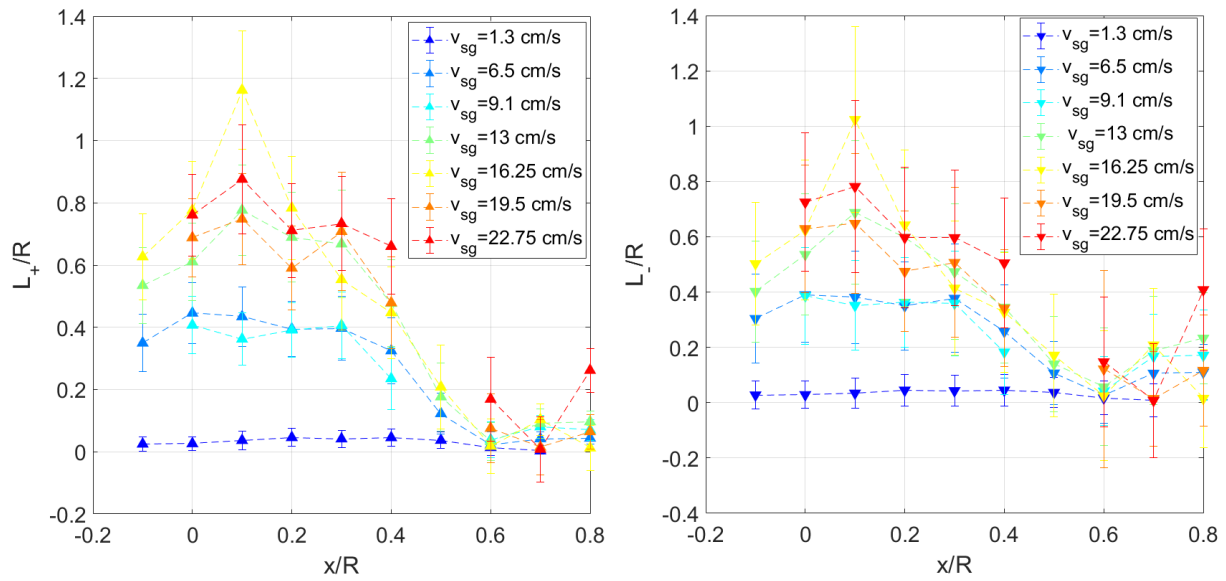 1.4
1.2
1
0.8
0.6
0.4
0.2
0
-0.2
L+/R
-0.2
0
0.2
0.4
0.6
0.8
x/R
vsg=1.3 cm/s
vsg=6.5 cm/s
vsg=9.1 cm/s
vsg=13 cm/s
vsg=16.25 cm/s
vsg=19.5 cm/s
vsg=22.75 cm/s
1.4
1.2
1
0.8
0.6
0.4
0.2
0
-0.2
-0.4
L-/R
-0.2
0
0.2
0.4
0.6
0.8
x/R
vsg=1.3 cm/s
vsg=6.5 cm/s
vsg=9.1 cm/s
vsg=13 cm/s
vsg=16.25 cm/s
vsg=19.5 cm/s
vsg=22.75 cm/s